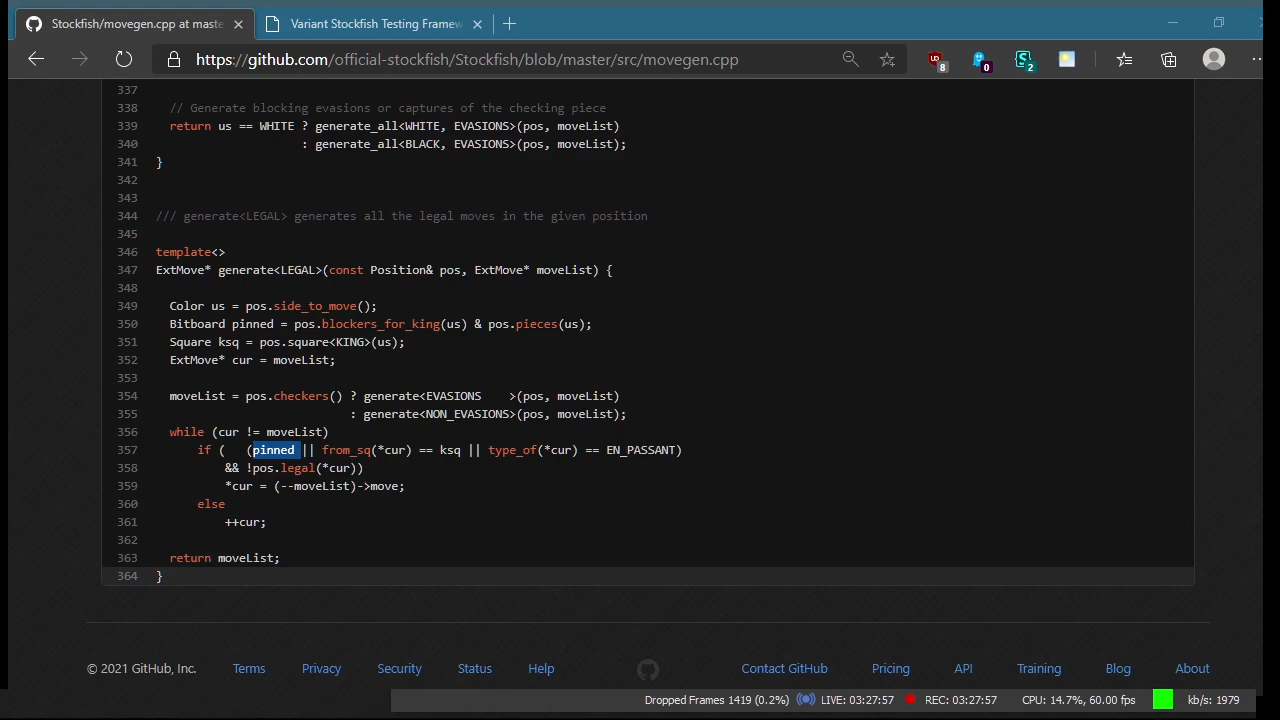 Stockfish/movegen.cpp at maste
Variant Stockfish Testing Framew
https://github.com/official-stockfish/Stockfish/blob/master/src/movegen.cpp
8
0
2
337
338 // Generate blocking evasions or captures of the checking piece
339 return us == WHITE ? generate_all<WHITE, EVASIONS>(pos, moveList)
340 : generate_all<BLACK, EVASIONS>(pos, moveList);
341 }
342
343
344 /// generate<LEGAL> generates all the legal moves in the given position
345
346 template<>
347 ExtMove* generate<LEGAL>(const Position& pos, ExtMove* moveList) {
348
349 Color us = pos.side_to_move();
350 Bitboard pinned = pos.blockers_for_king(us) & pos.pieces(us);
351 Square ksq = pos.square<KING>(us);
352 ExtMove* cur = moveList;
353
354 moveList = pos.checkers() ? generate<EVASIONS    >(pos, moveList)
355 : generate<NON_EVASIONS>(pos, moveList);
356 while (cur != moveList)
357 if (   (pinned || from_sq(*cur) == ksq || type_of(*cur) == EN_PASSANT)
358 && !pos.legal(*cur))
359 *cur = (--moveList)->move;
360 else
361 ++cur;
362
363 return moveList;
364 }
© 2021 GitHub, Inc. Terms Privacy Security Status Help Contact GitHub Pricing API Training Blog About
Dropped Frames 1419 (0.2%) LIVE: 03:27:57 REC: 03:27:57 CPU: 14.7%, 60.00 fps kb/s: 1979